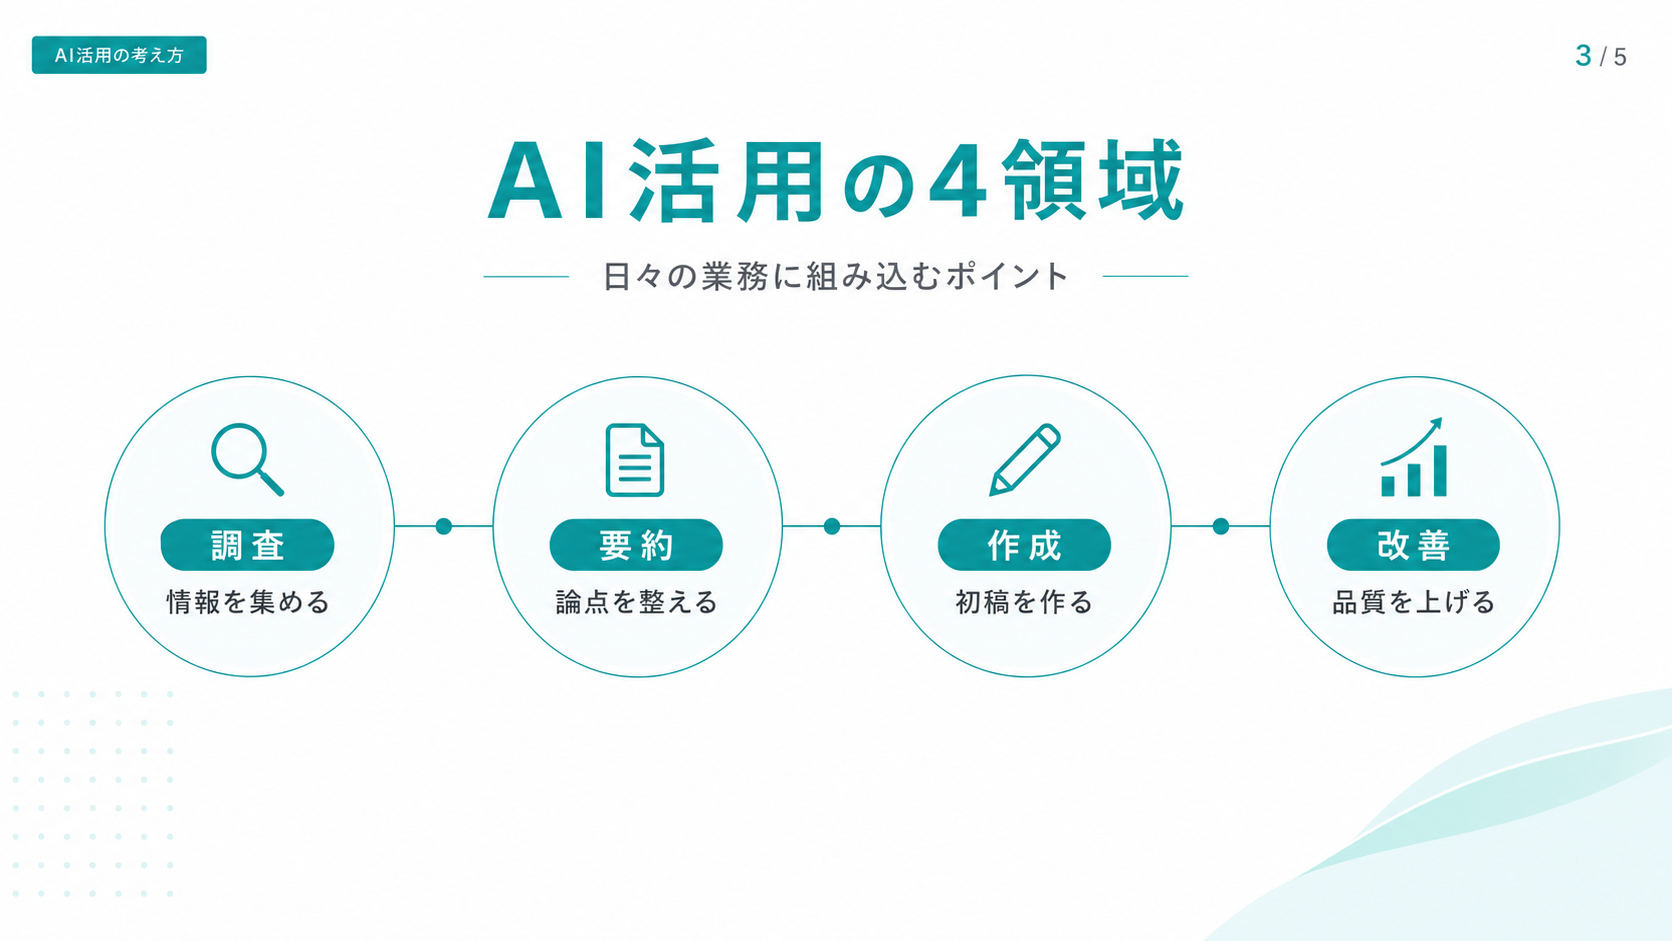 AI活用の考え方
3 / 5
AI活用の4領域
日々の業務に組み込むポイント
調査
情報を集める
要約
論点を整える
作成
初稿を作る
改善
品質を上げる